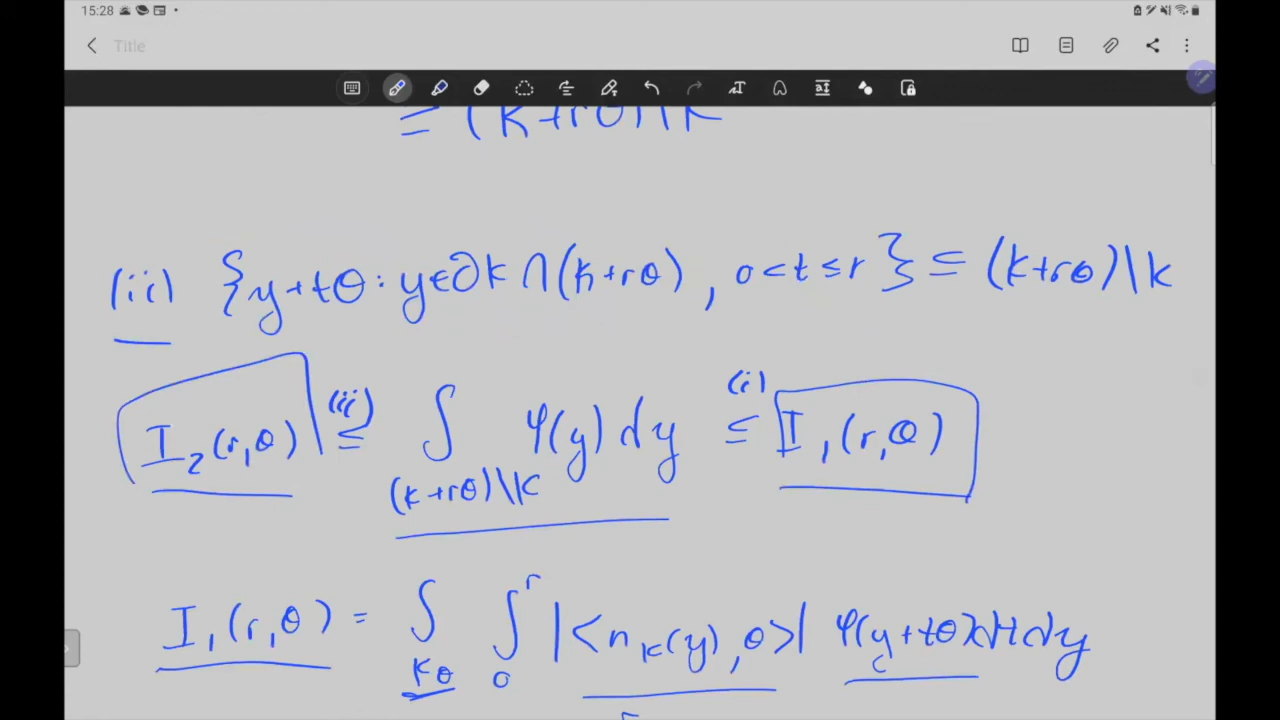 15:28
Title
= (K+rθ)\K
(ii) {y+tθ : y∈∂K∩(K+rθ), 0<t≤r} ⊆ (K+rθ)\K
I₂(r,θ) ≤ ∫ φ(y) dy ≤ I₁(r,θ)
(ii) (i)
(K+rθ)\K
I₁(r,θ) = ∫ ∫ |<n_K(y),θ>| φ(y+tθ) dt dy
K_θ 0 r